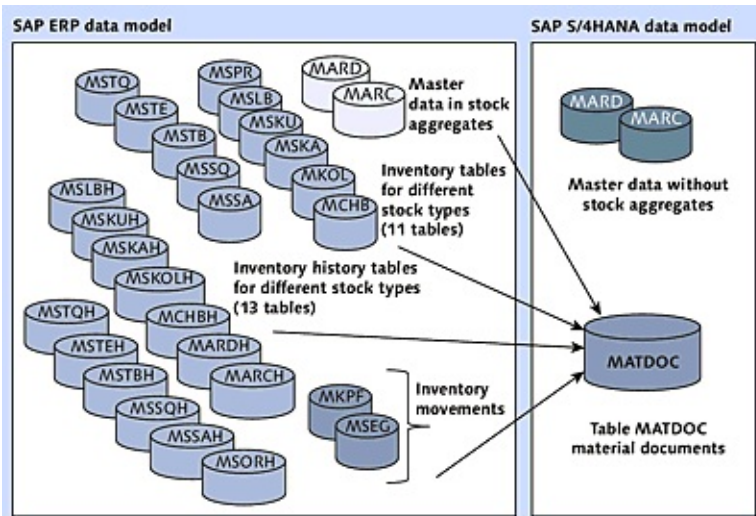 SAP ERP data model
MSTQ
MSTE
MSTB
MSSQ
MSSA
MSPR
MSLB
MSKU
MSKA
MKOL
MCHB
MARD
MARC
Master
data in stock
aggregates
Inventory tables
for different
stock types
(11 tables)
MSLBH
MSKUH
MSKAH
MSKOLH
MCHBH
MARDH
MARCH
Inventory history tables
for different stock types
(13 tables)
MSTQH
MSTEH
MSTBH
MSSQH
MSSAH
MSORH
MKPF
MSEG
Inventory
movements
SAP S/4HANA data model
MARD
MARC
Master data without
stock aggregates
MATDOC
Table MATDOC
material documents